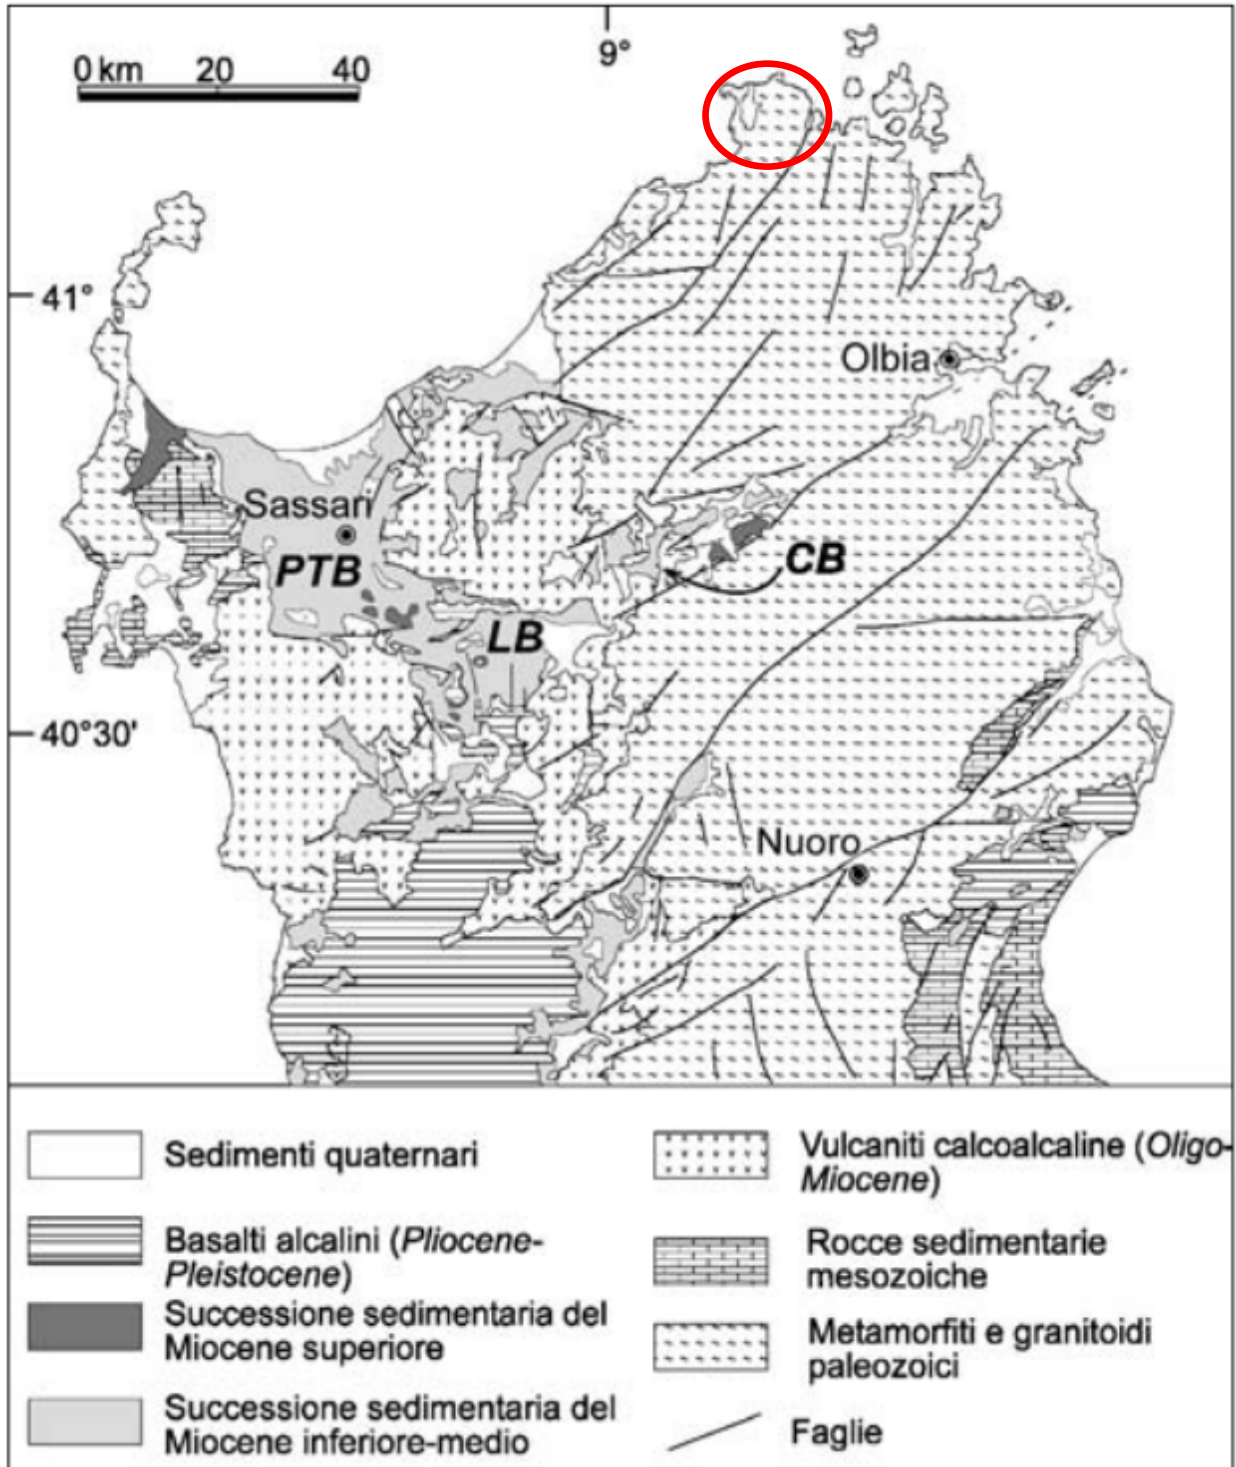 0 km 20 40
9°
41°
Olbia
Sassari
PTB
CB
LB
40°30'
Nuoro
Sedimenti quaternari
Basalti alcalini (Pliocene-
Pleistocene)
Successione sedimentaria del
Miocene superiore
Successione sedimentaria del
Miocene inferiore-medio
Vulcaniti calcoalcaline (Oligo-
Miocene)
Rocce sedimentarie
mesozoiche
Metamorfiti e granitoidi
paleozoici
Faglie